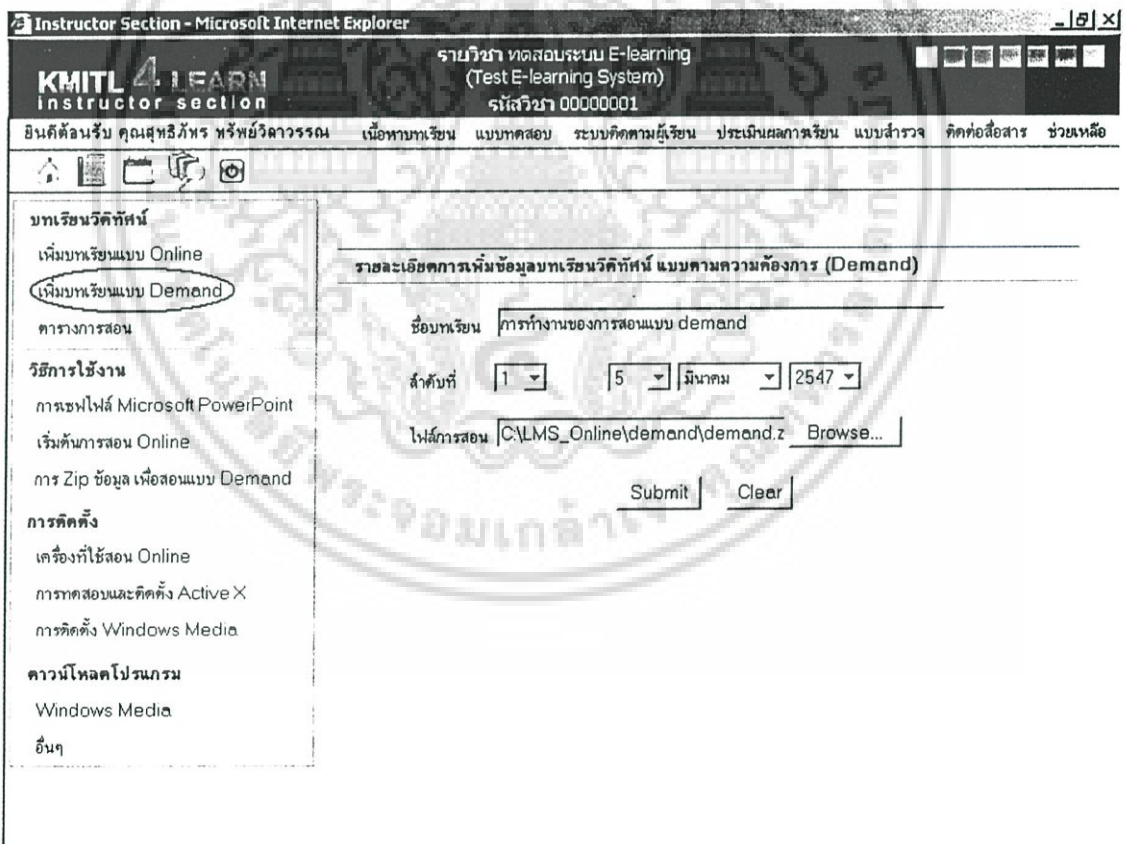 Instructor Section - Microsoft Internet Explorer
รายวิชา ทดสอบระบบ E-learning
(Test E-learning System)
รหัสวิชา 00000001
KMITL 4 LEARN
instructor section
ยินดีต้อนรับ คุณสุทธิภัทร ทรัพย์วิลาวรรณ
เนื้อหาบทเรียน แบบทดสอบ ระบบติดตามผู้เรียน ประเมินผลการเรียน แบบสำรวจ ติดต่อสื่อสาร ช่วยเหลือ
บทเรียนวีดิทัศน์
เพิ่มบทเรียนแบบ Online
เพิ่มบทเรียนแบบ Demand
ตารางการสอน
วิธีการใช้งาน
การเซฟไฟล์ Microsoft PowerPoint
เริ่มต้นการสอน Online
การ Zip ข้อมูล เพื่อสอนแบบ Demand
การติดตั้ง
เครื่องที่ใช้สอน Online
การทดสอบและติดตั้ง Active X
การติดตั้ง Windows Media
ดาวน์โหลดโปรแกรม
Windows Media
อื่นๆ
รายละเอียดการเพิ่มข้อมูลบทเรียนวีดิทัศน์ แบบตามความต้องการ (Demand)
ชื่อบทเรียน การทำงานของการสอนแบบ demand
ลำดับที่ 1 5 มีนาคม 2547
ไฟล์การสอน C:\LMS_Online\demand\demand.z Browse...
Submit Clear